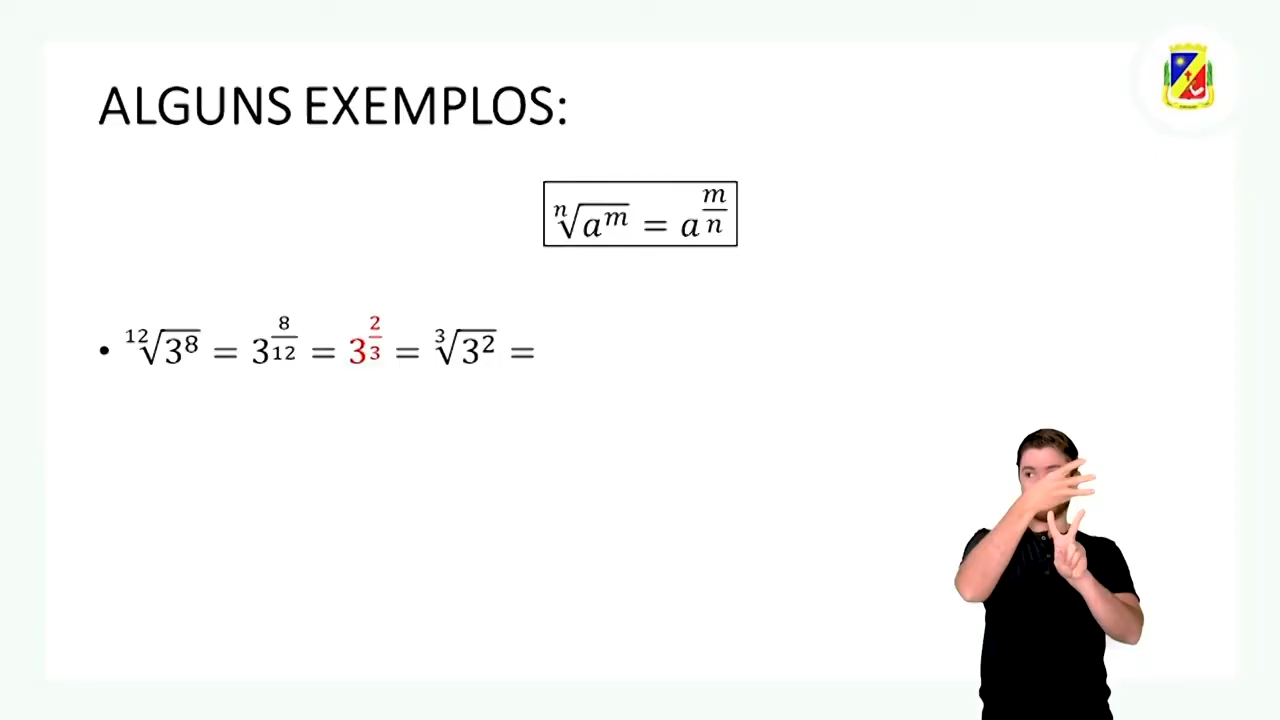 ALGUNS EXEMPLOS:
ⁿ√aᵐ = a^(m/n)
• ¹²√3⁸ = 3^(8/12) = 3^(2/3) = ³√3² =